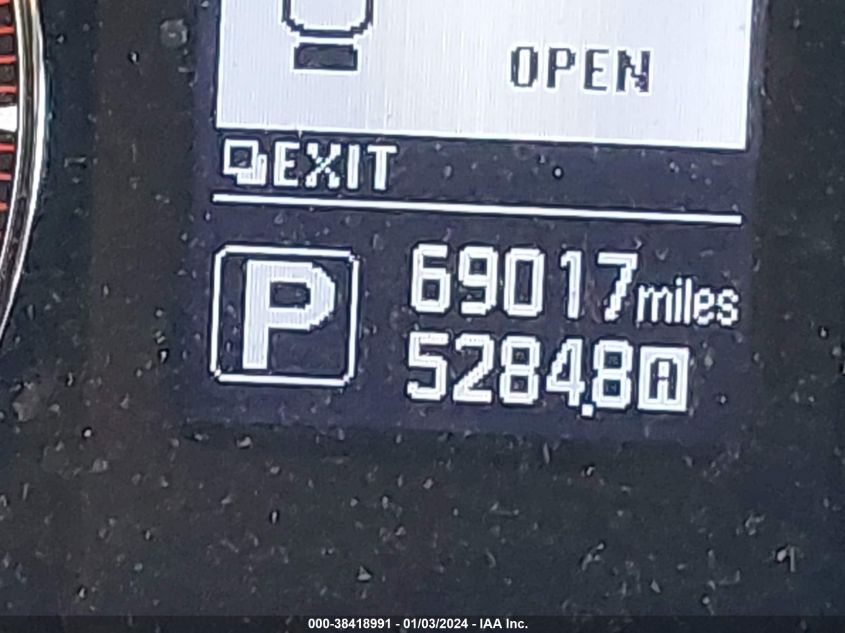 OPEN
EXIT
P
69017 miles
5284.8 A
000-38418991 - 01/03/2024 - IAA Inc.